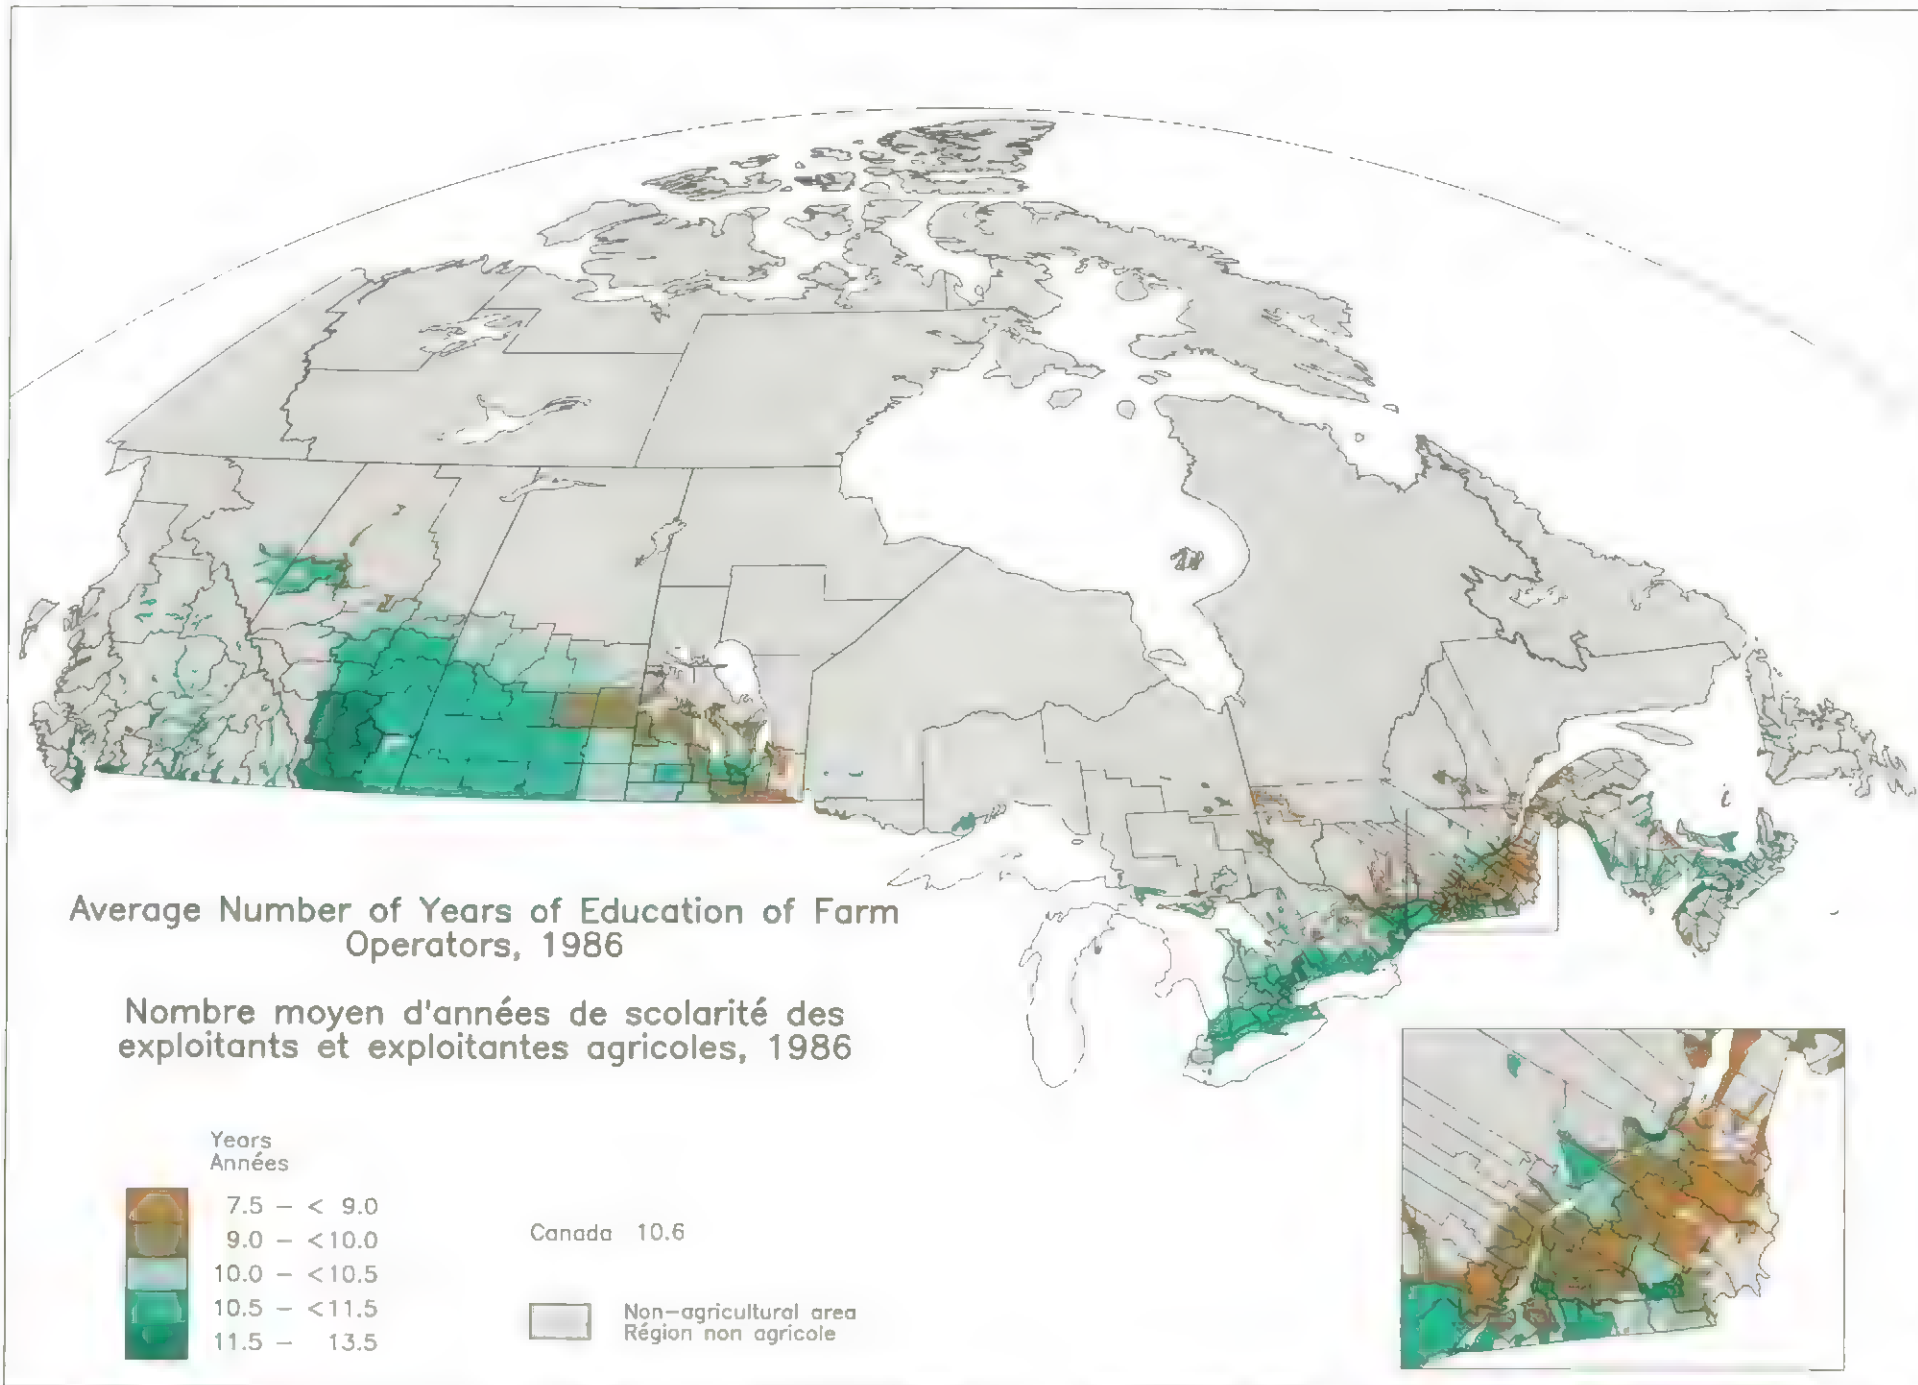 Average Number of Years of Education of Farm
Operators, 1986
Nombre moyen d'années de scolarité des
exploitants et exploitantes agricoles, 1986
Years
Années
7.5 – < 9.0
9.0 – <10.0
10.0 – <10.5
10.5 – <11.5
11.5 – 13.5
Canada 10.6
Non-agricultural area
Région non agricole